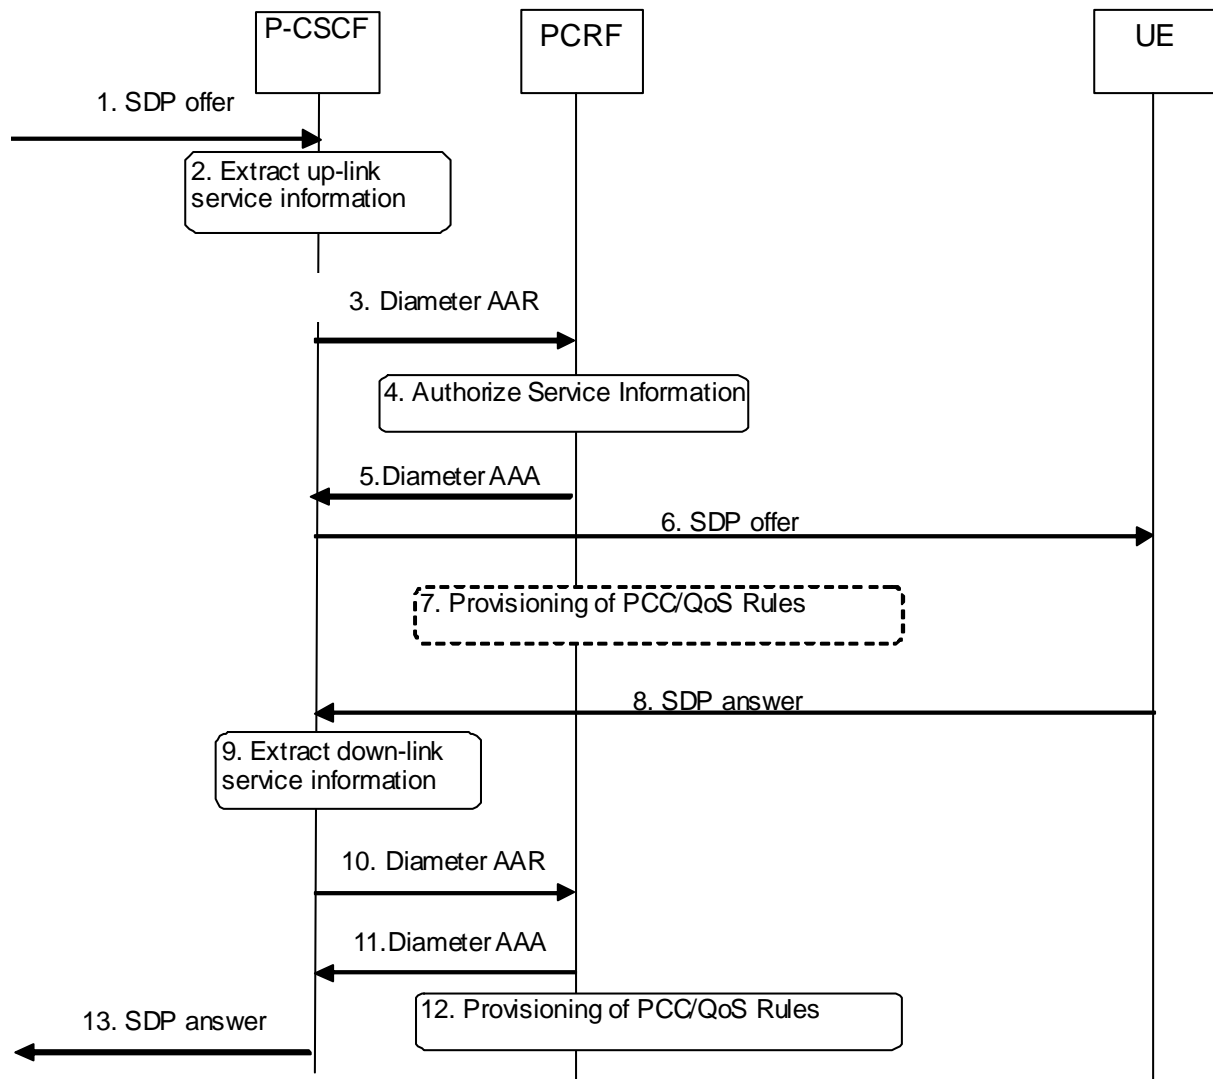 P-CSCF
PCRF
UE
1. SDP offer
2. Extract up-link
service information
3. Diameter AAR
4. Authorize Service Information
5.Diameter AAA
6. SDP offer
7. Provisioning of PCC/QoS Rules
8. SDP answer
9. Extract down-link
service information
10. Diameter AAR
11.Diameter AAA
12. Provisioning of PCC/QoS Rules
13. SDP answer